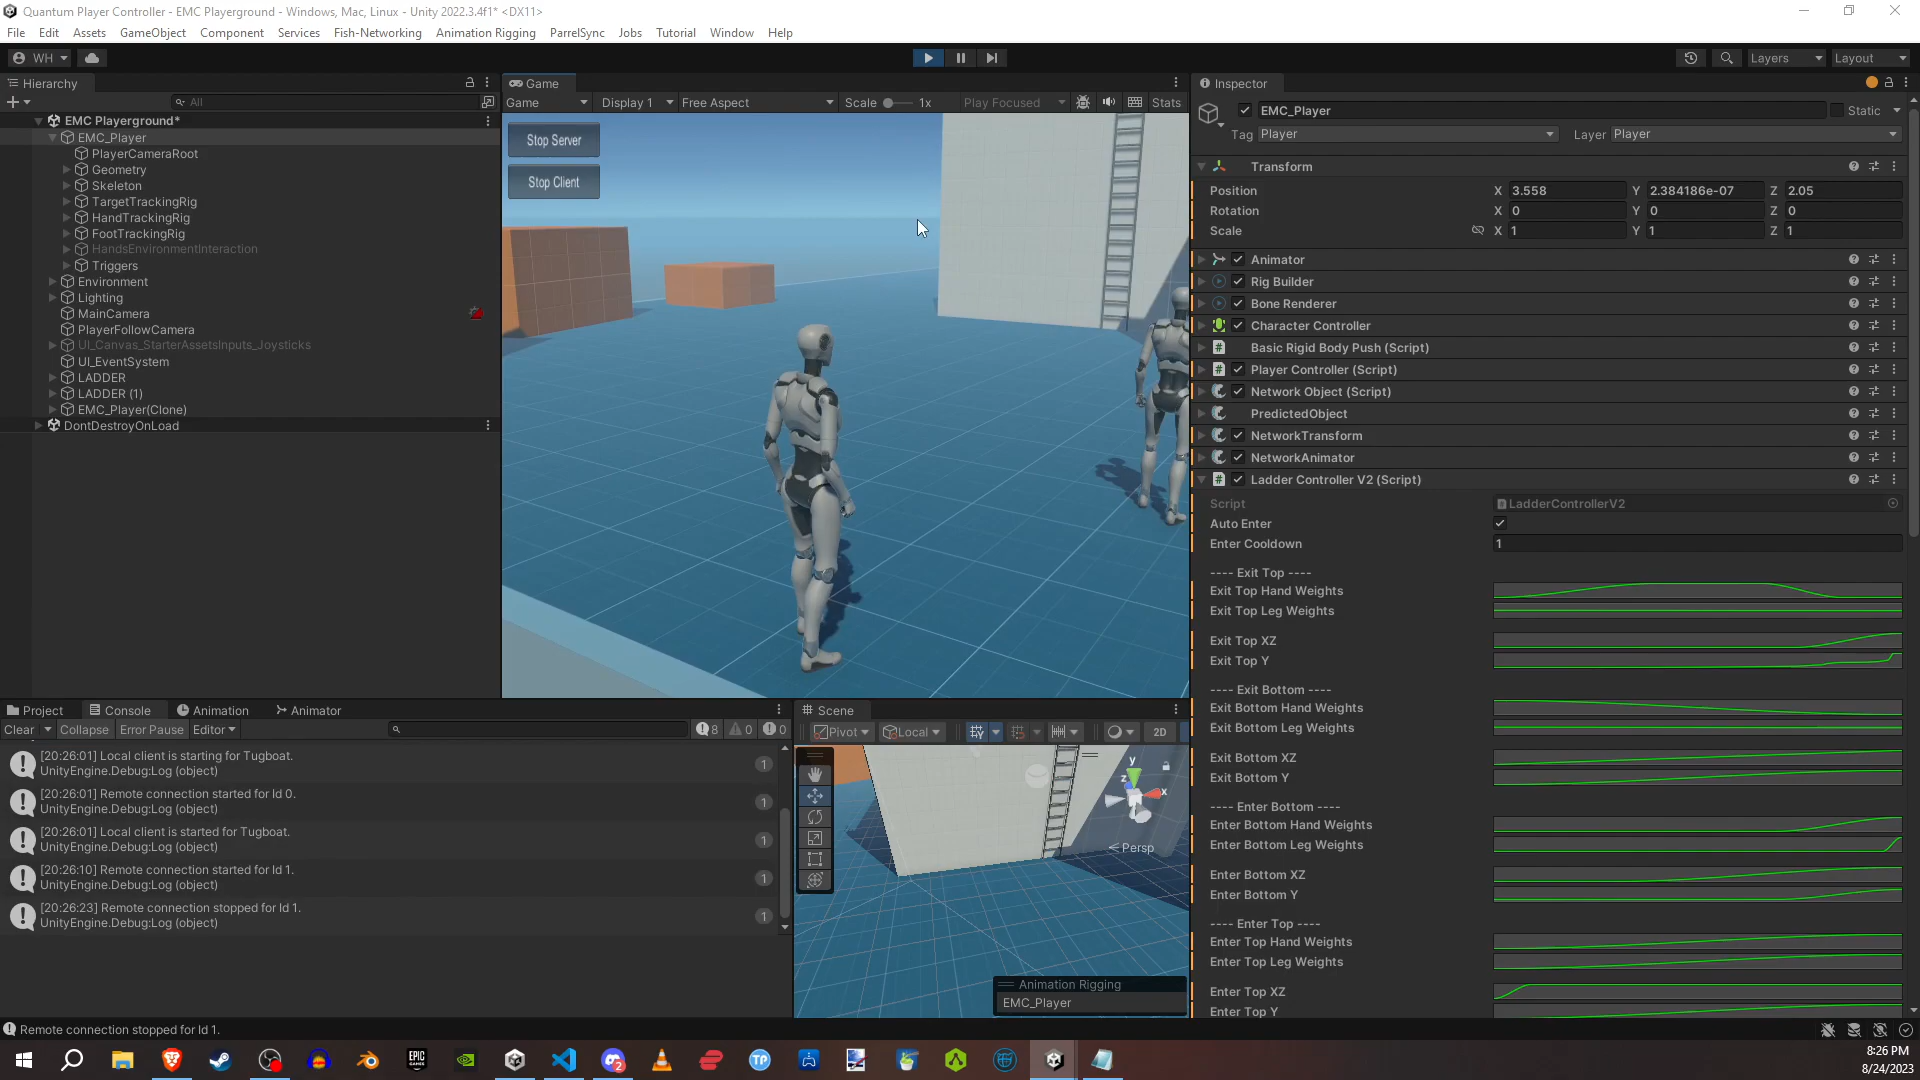 Quantum Player Controller - EMC Playerground - Windows, Mac, Linux - Unity 2022.3.4f1* <DX11>
File Edit Assets GameObject Component Services Fish-Networking Animation Rigging ParrelSync Jobs Tutorial Window Help
WH Layers Layout
Hierarchy
All
EMC Playerground*
EMC_Player
PlayerCameraRoot
Geometry
Skeleton
TargetTrackingRig
HandTrackingRig
FootTrackingRig
HandsEnvironmentInteraction
Triggers
Environment
Lighting
MainCamera
PlayerFollowCamera
UI_Canvas_StarterAssetsInputs_Joysticks
UI_EventSystem
LADDER
LADDER (1)
EMC_Player(Clone)
DontDestroyOnLoad
Game
Game Display 1 Free Aspect Scale 1x Play Focused Stats
Stop Server
Stop Client
Inspector
EMC_Player Static
Tag Player Layer Player
Transform
Position X 3.558 Y 2.384186e-07 Z 2.05
Rotation X 0 Y 0 Z 0
Scale X 1 Y 1 Z 1
Animator
Rig Builder
Bone Renderer
Character Controller
Basic Rigid Body Push (Script)
Player Controller (Script)
Network Object (Script)
PredictedObject
NetworkTransform
NetworkAnimator
Ladder Controller V2 (Script)
Script LadderControllerV2
Auto Enter
Enter Cooldown 1
---- Exit Top ----
Exit Top Hand Weights
Exit Top Leg Weights
Exit Top XZ
Exit Top Y
---- Exit Bottom ----
Exit Bottom Hand Weights
Exit Bottom Leg Weights
Exit Bottom XZ
Exit Bottom Y
---- Enter Bottom ----
Enter Bottom Hand Weights
Enter Bottom Leg Weights
Enter Bottom XZ
Enter Bottom Y
---- Enter Top ----
Enter Top Hand Weights
Enter Top Leg Weights
Enter Top XZ
Enter Top Y
Project Console Animation Animator
Clear Collapse Error Pause Editor 8 0 0
[20:26:01] Local client is starting for Tugboat.
UnityEngine.Debug:Log (object)
1
[20:26:01] Remote connection started for Id 0.
UnityEngine.Debug:Log (object)
1
[20:26:01] Local client is started for Tugboat.
UnityEngine.Debug:Log (object)
1
[20:26:10] Remote connection started for Id 1.
UnityEngine.Debug:Log (object)
1
[20:26:23] Remote connection stopped for Id 1.
UnityEngine.Debug:Log (object)
1
Scene
Pivot Local 2D
y
z x
Persp
Animation Rigging
EMC_Player
Remote connection stopped for Id 1.
EPIC
TP
2
8:26 PM
8/24/2023